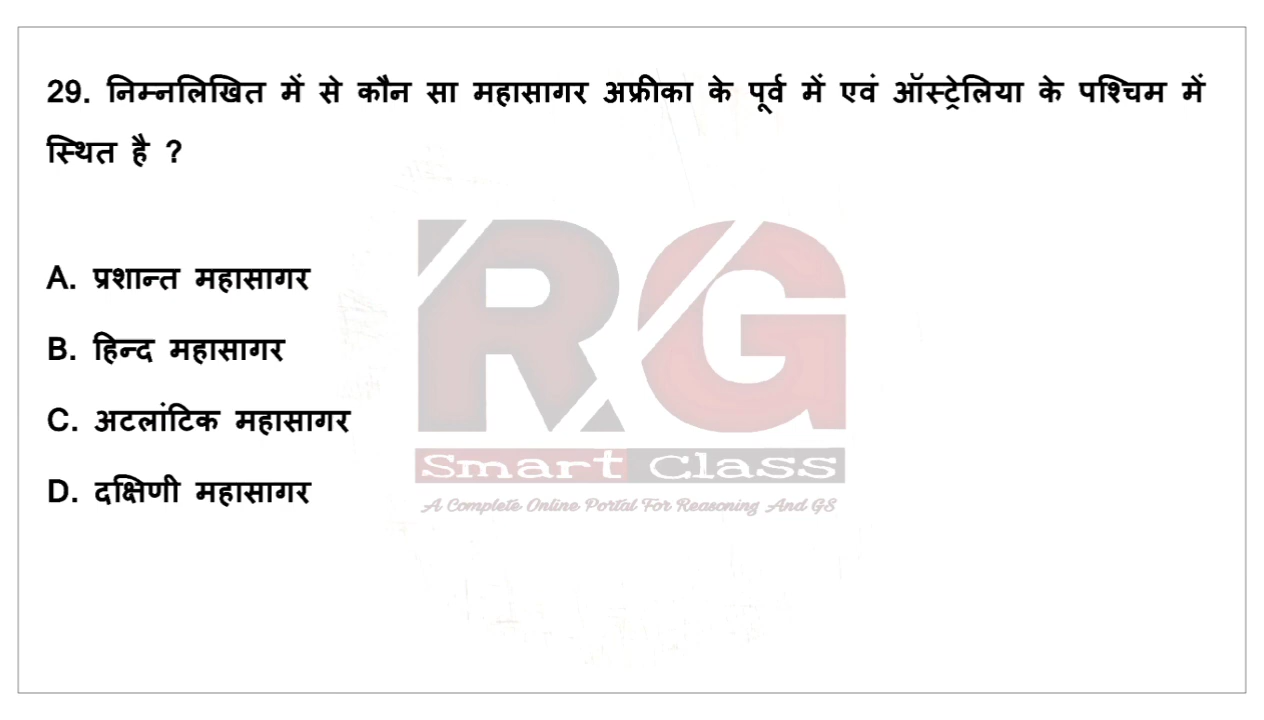 29. निम्नलिखित में से कौन सा महासागर अफ्रीका के पूर्व में एवं ऑस्ट्रेलिया के पश्चिम में
स्थित है ?
A. प्रशान्त महासागर
B. हिन्द महासागर
C. अटलांटिक महासागर
D. दक्षिणी महासागर
RG
Smart Class
A Complete Online Portal For Reasoning And GS